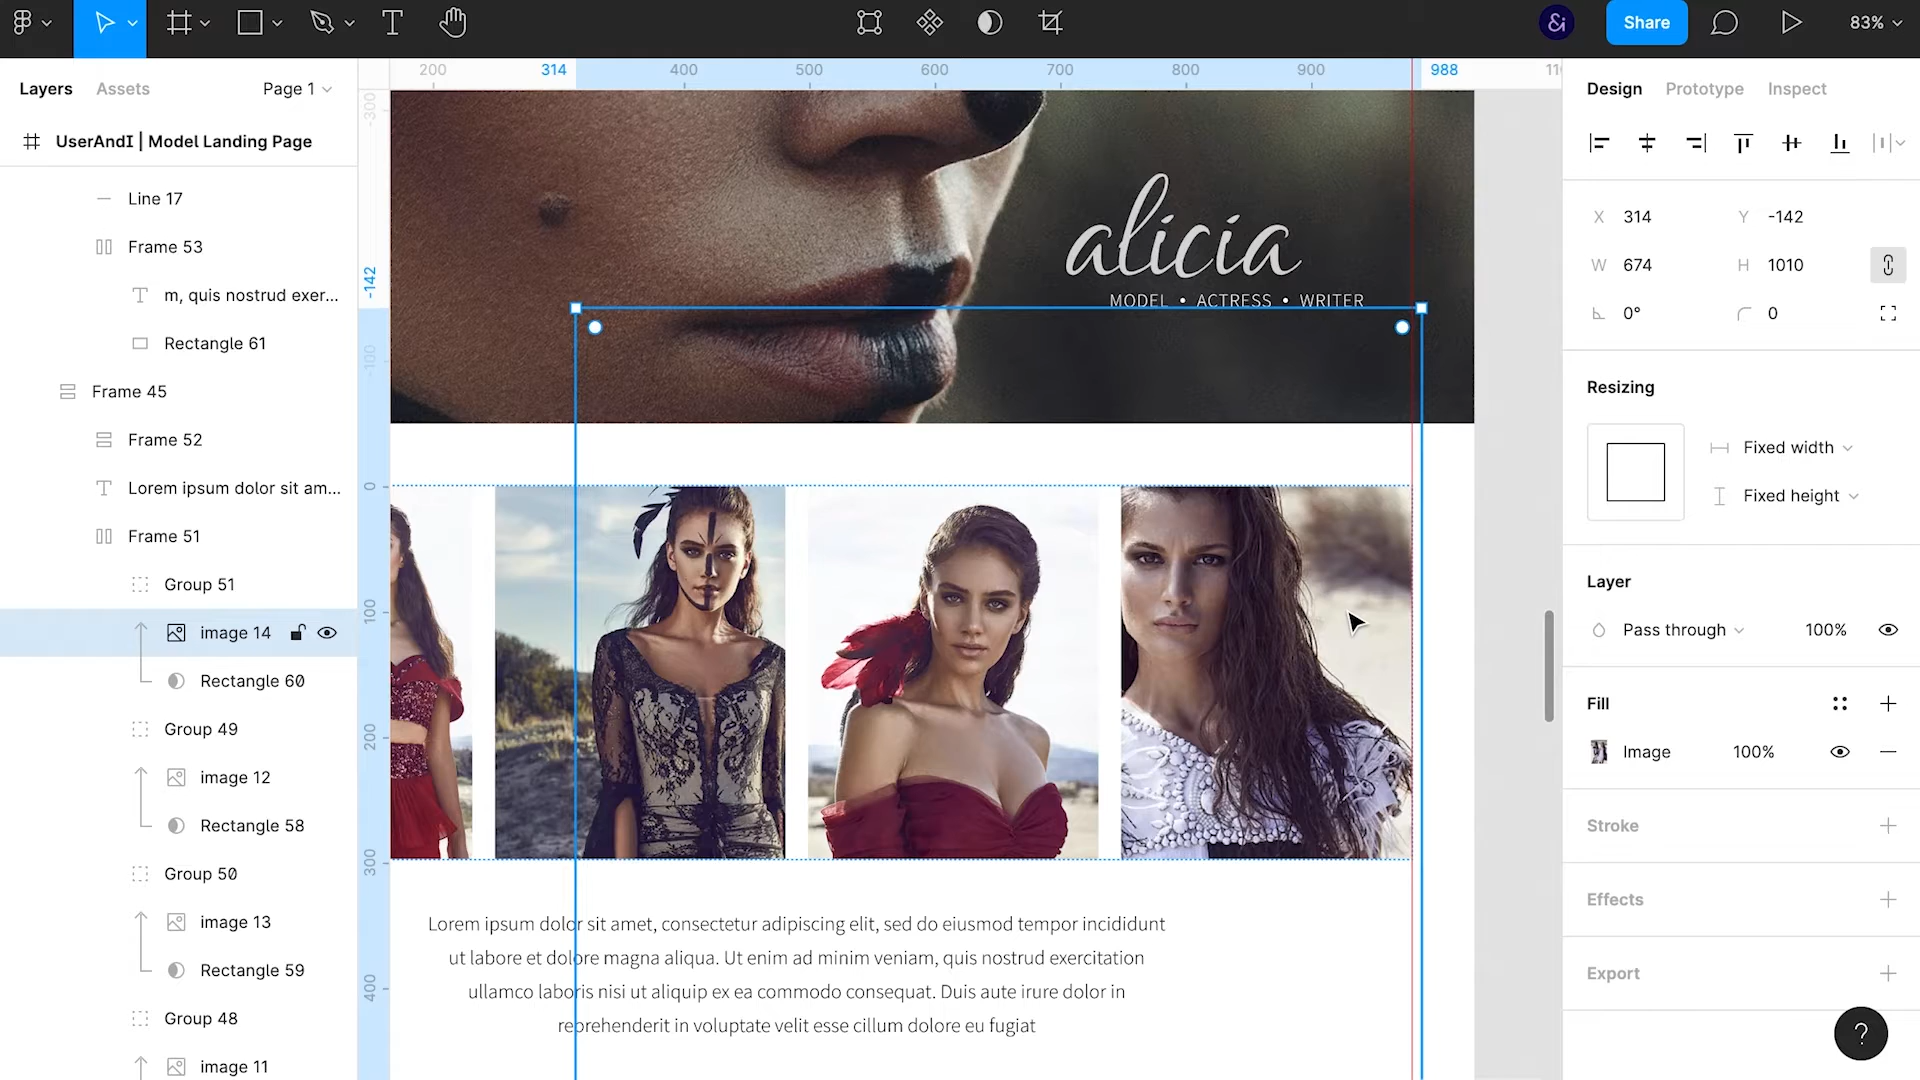 &i
Share
83%
Layers
Assets
Page 1
UserAndI | Model Landing Page
Line 17
Frame 53
m, quis nostrud exer...
Rectangle 61
Frame 45
Frame 52
Lorem ipsum dolor sit am...
Frame 51
Group 51
image 14
Rectangle 60
Group 49
image 12
Rectangle 58
Group 50
image 13
Rectangle 59
Group 48
image 11
200
314
400
500
600
700
800
900
988
-300
-142
-100
0
100
200
300
400
alicia
MODEL • ACTRESS • WRITER
Lorem ipsum dolor sit amet, consectetur adipiscing elit, sed do eiusmod tempor incididunt
ut labore et dolore magna aliqua. Ut enim ad minim veniam, quis nostrud exercitation
ullamco laboris nisi ut aliquip ex ea commodo consequat. Duis aute irure dolor in
reprehenderit in voluptate velit esse cillum dolore eu fugiat
Design
Prototype
Inspect
X 314
Y -142
W 674
H 1010
0°
0
Resizing
Fixed width
Fixed height
Layer
Pass through
100%
Fill
Image
100%
Stroke
Effects
Export
?